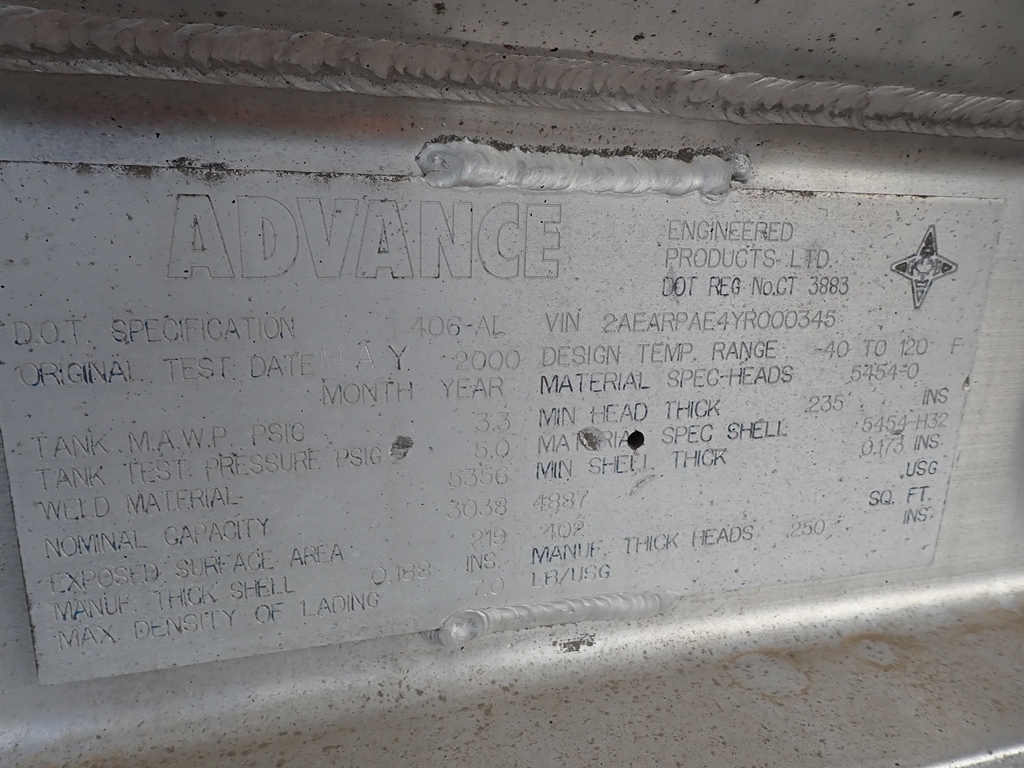 ADVANCE
ENGINEERED
PRODUCTS LTD.
DOT REG No.CT 3883
D.O.T. SPECIFICATION 406-AL VIN 2AEARPAE4YR000345
ORIGINAL TEST DATE MAY 2000 DESIGN TEMP. RANGE -40 TO 120 F
MONTH YEAR MATERIAL SPEC-HEADS 5454-0
TANK M.A.W.P. PSIG 3.3 MIN HEAD THICK .235 INS
TANK TEST PRESSURE PSIG 5.0 MATERIAL SPEC SHELL 5454-H32
WELD MATERIAL 5356 MIN SHELL THICK 0.173 INS.
NOMINAL CAPACITY 3038 4887 .USG
EXPOSED SURFACE AREA 219 402 SQ. FT.
MANUF. THICK SHELL 0.188 INS. MANUF. THICK HEADS .250 INS.
MAX. DENSITY OF LADING 7.0 LB/USG